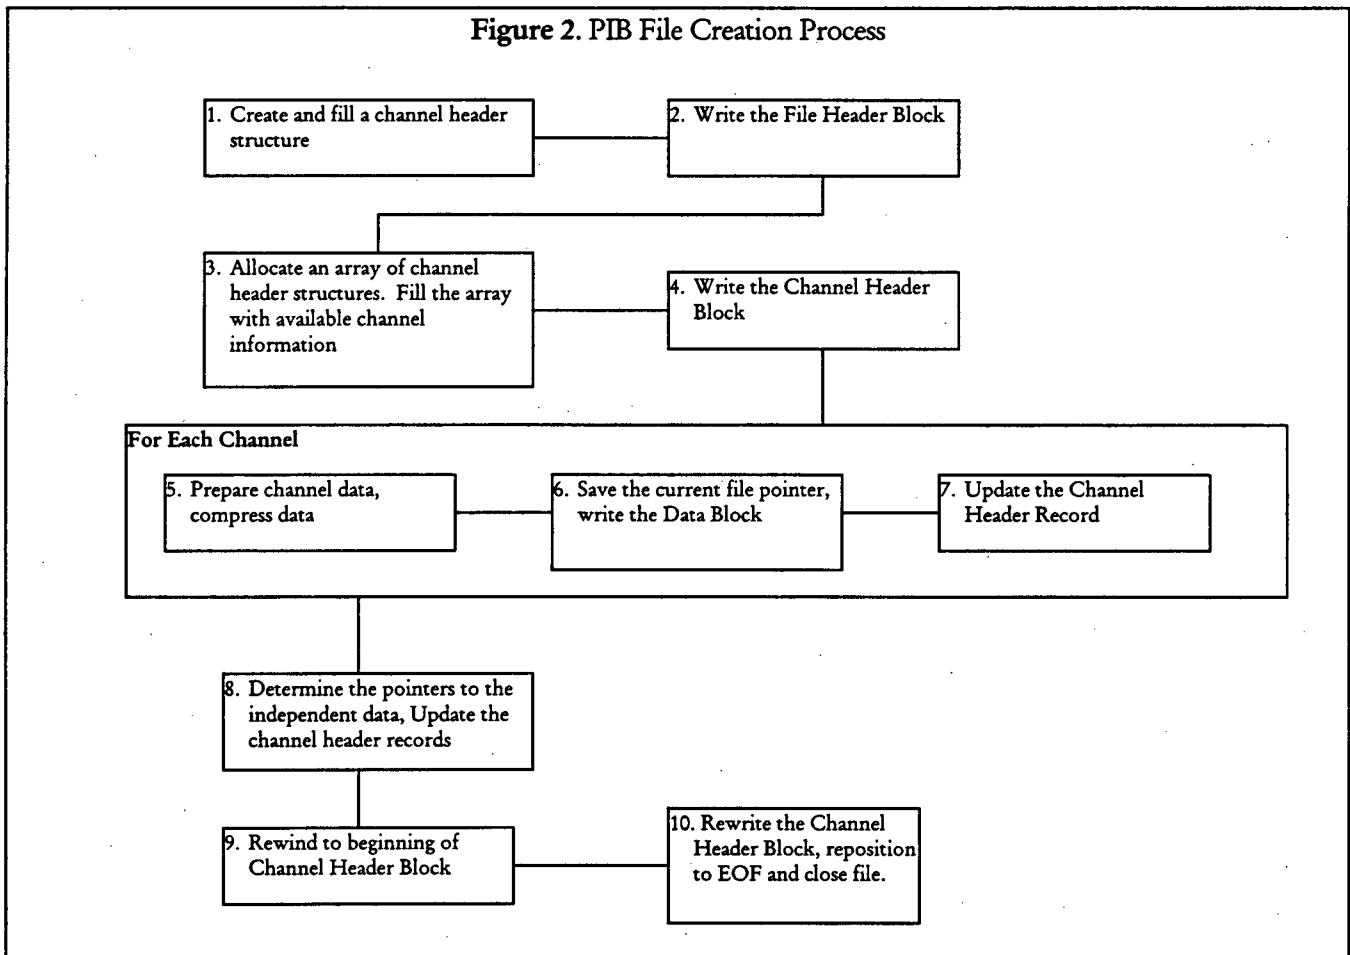 Figure 2. PIB File Creation Process
1. Create and fill a channel header
structure
2. Write the File Header Block
3. Allocate an array of channel
header structures. Fill the array
with available channel
information
4. Write the Channel Header
Block
For Each Channel
5. Prepare channel data,
compress data
6. Save the current file pointer,
write the Data Block
7. Update the Channel
Header Record
8. Determine the pointers to the
independent data, Update the
channel header records
9. Rewind to beginning of
Channel Header Block
10. Rewrite the Channel
Header Block, reposition
to EOF and close file.